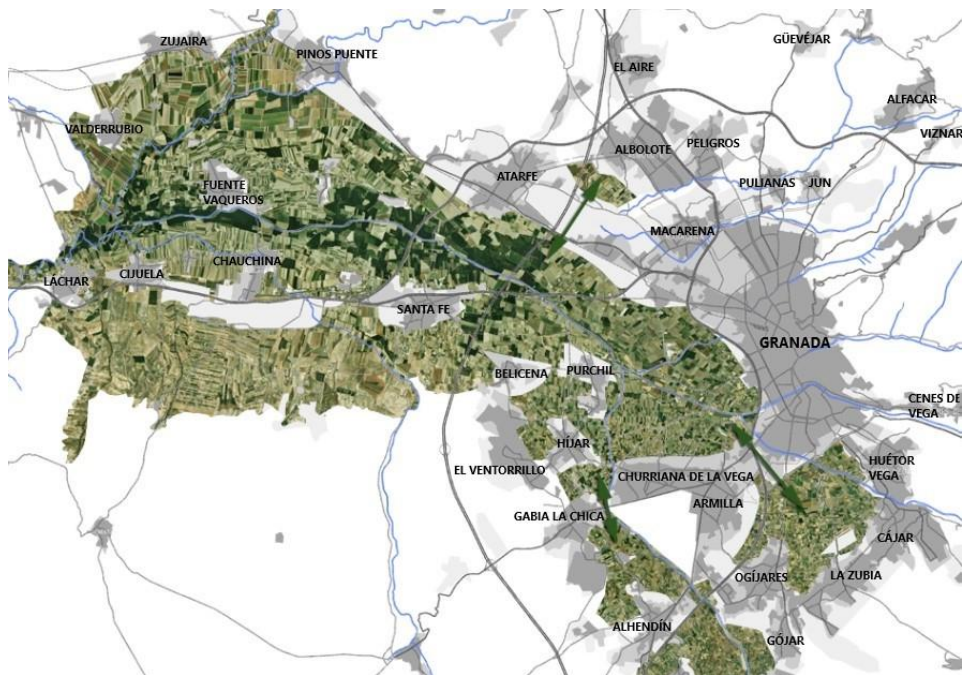 ZUJAIRA
PINOS PUENTE
GÜEVÉJAR
EL AIRE
ALFACAR
VALDERRUBIO
VIZNAR
ALBOLOTE
PELIGROS
ATARFE
PULIANAS
JUN
FUENTE
VAQUEROS
MACARENA
CHAUCHINA
CIJUELA
LÁCHAR
SANTA FE
GRANADA
BELICENA
PURCHIL
CENES DE
VEGA
HÍJAR
EL VENTORRILLO
CHURRIANA DE LA VEGA
HUÉTOR
VEGA
ARMILLA
GABIA LA CHICA
CÁJAR
OGÍJARES
LA ZUBIA
ALHENDÍN
GÓJAR